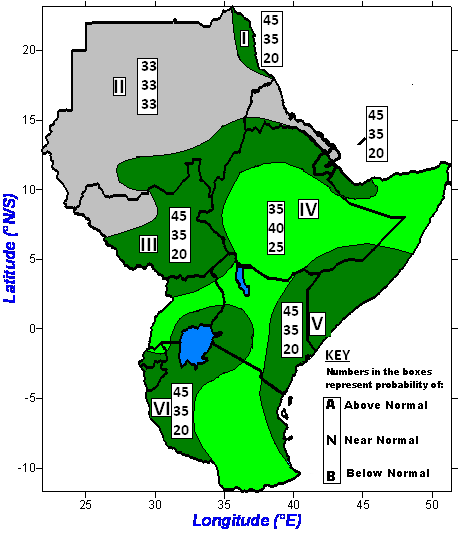 I
45
35
20
II
33
33
33
45
35
20
III
45
35
20
IV
35
40
25
V
45
35
20
VI
45
35
20
KEY
Numbers in the boxes
represent probability of:
A Above Normal
N Near Normal
B Below Normal
20
15
10
5
0
-5
-10
Latitude (°N/S)
25 30 35 40 45 50
Longitude (°E)